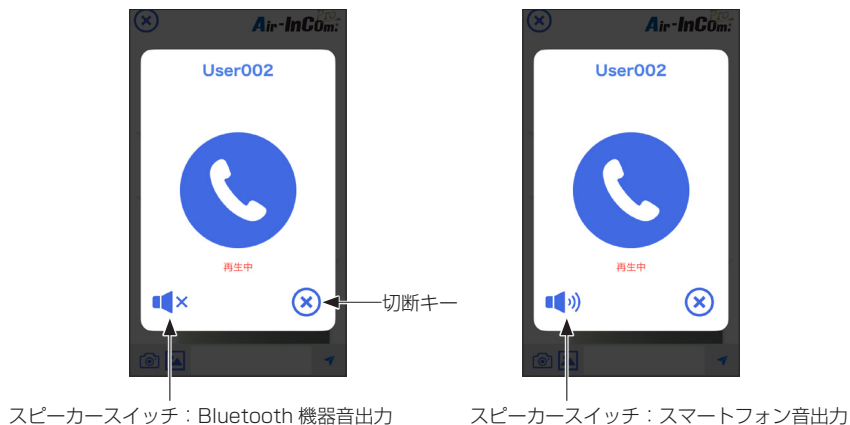 Air-InCom
User002
再生中
切断キー
スピーカースイッチ：Bluetooth 機器音出力
Air-InCom
User002
再生中
スピーカースイッチ：スマートフォン音出力